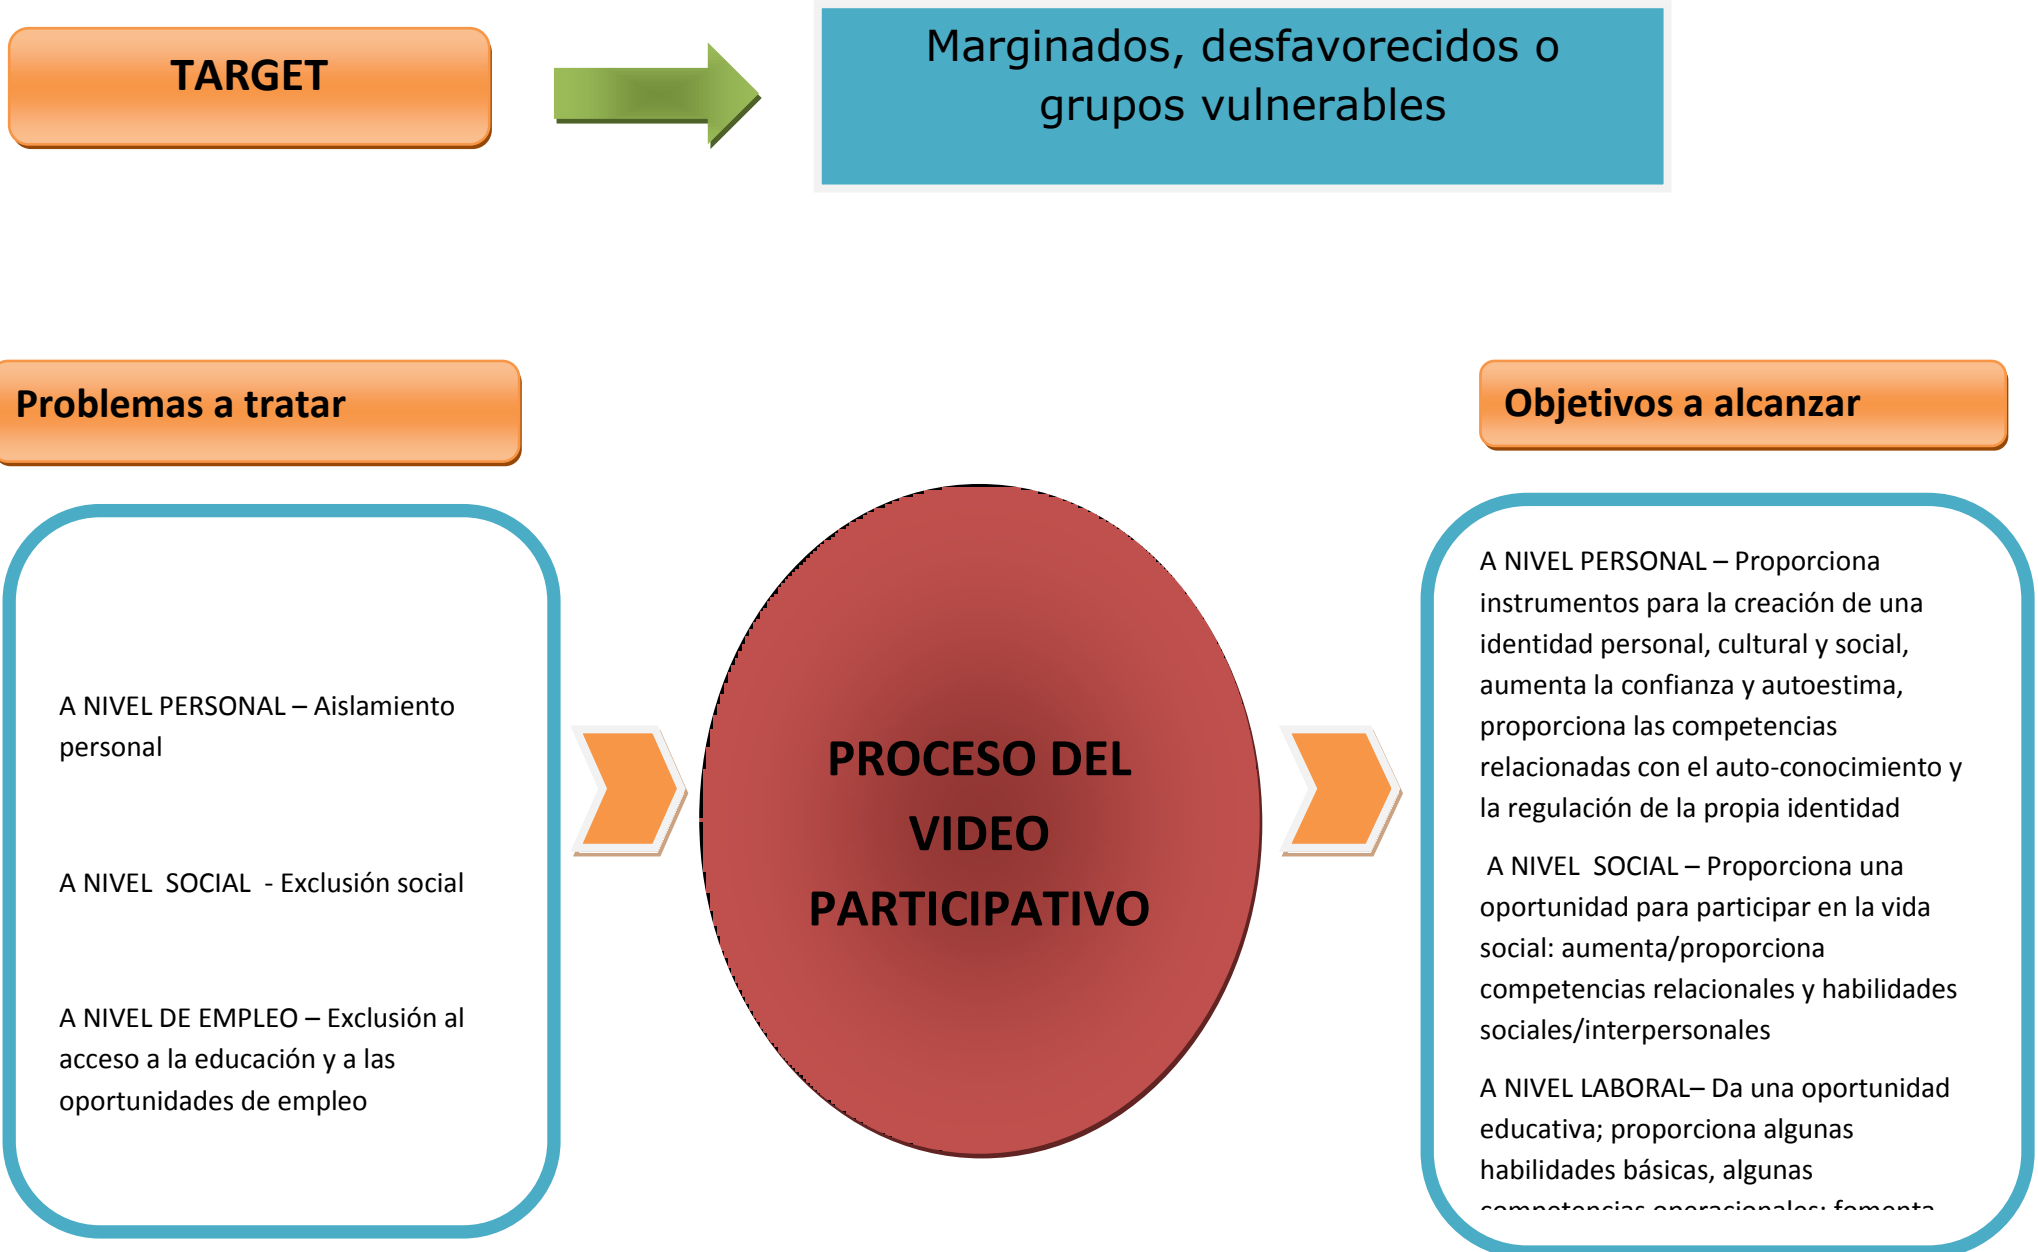 TARGET
Marginados, desfavorecidos o
grupos vulnerables
Problemas a tratar
Objetivos a alcanzar
A NIVEL PERSONAL – Aislamiento
personal
A NIVEL  SOCIAL  - Exclusión social
A NIVEL DE EMPLEO – Exclusión al
acceso a la educación y a las
oportunidades de empleo
PROCESO DEL
VIDEO
PARTICIPATIVO
A NIVEL PERSONAL – Proporciona
instrumentos para la creación de una
identidad personal, cultural y social,
aumenta la confianza y autoestima,
proporciona las competencias
relacionadas con el auto-conocimiento y
la regulación de la propia identidad
A NIVEL  SOCIAL – Proporciona una
oportunidad para participar en la vida
social: aumenta/proporciona
competencias relacionales y habilidades
sociales/interpersonales
A NIVEL LABORAL– Da una oportunidad
educativa; proporciona algunas
habilidades básicas, algunas
competencias operacionales; fomenta